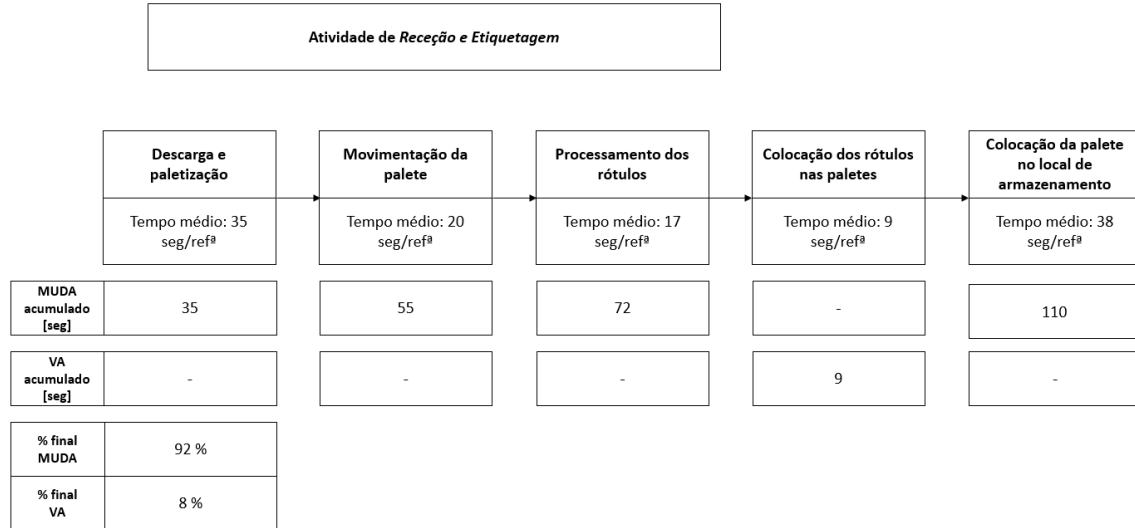 Atividade de Receção e Etiquetagem
Descarga e
paletização
Tempo médio: 35
seg/refª
Movimentação da
palete
Tempo médio: 20
seg/refª
Processamento dos
rótulos
Tempo médio: 17
seg/refª
Colocação dos rótulos
nas paletes
Tempo médio: 9
seg/refª
Colocação da palete
no local de
armazenamento
Tempo médio: 38
seg/refª
MUDA
acumulado
[seg]
35
55
72
-
110
VA
acumulado
[seg]
-
-
-
9
-
% final
MUDA
92 %
% final
VA
8 %